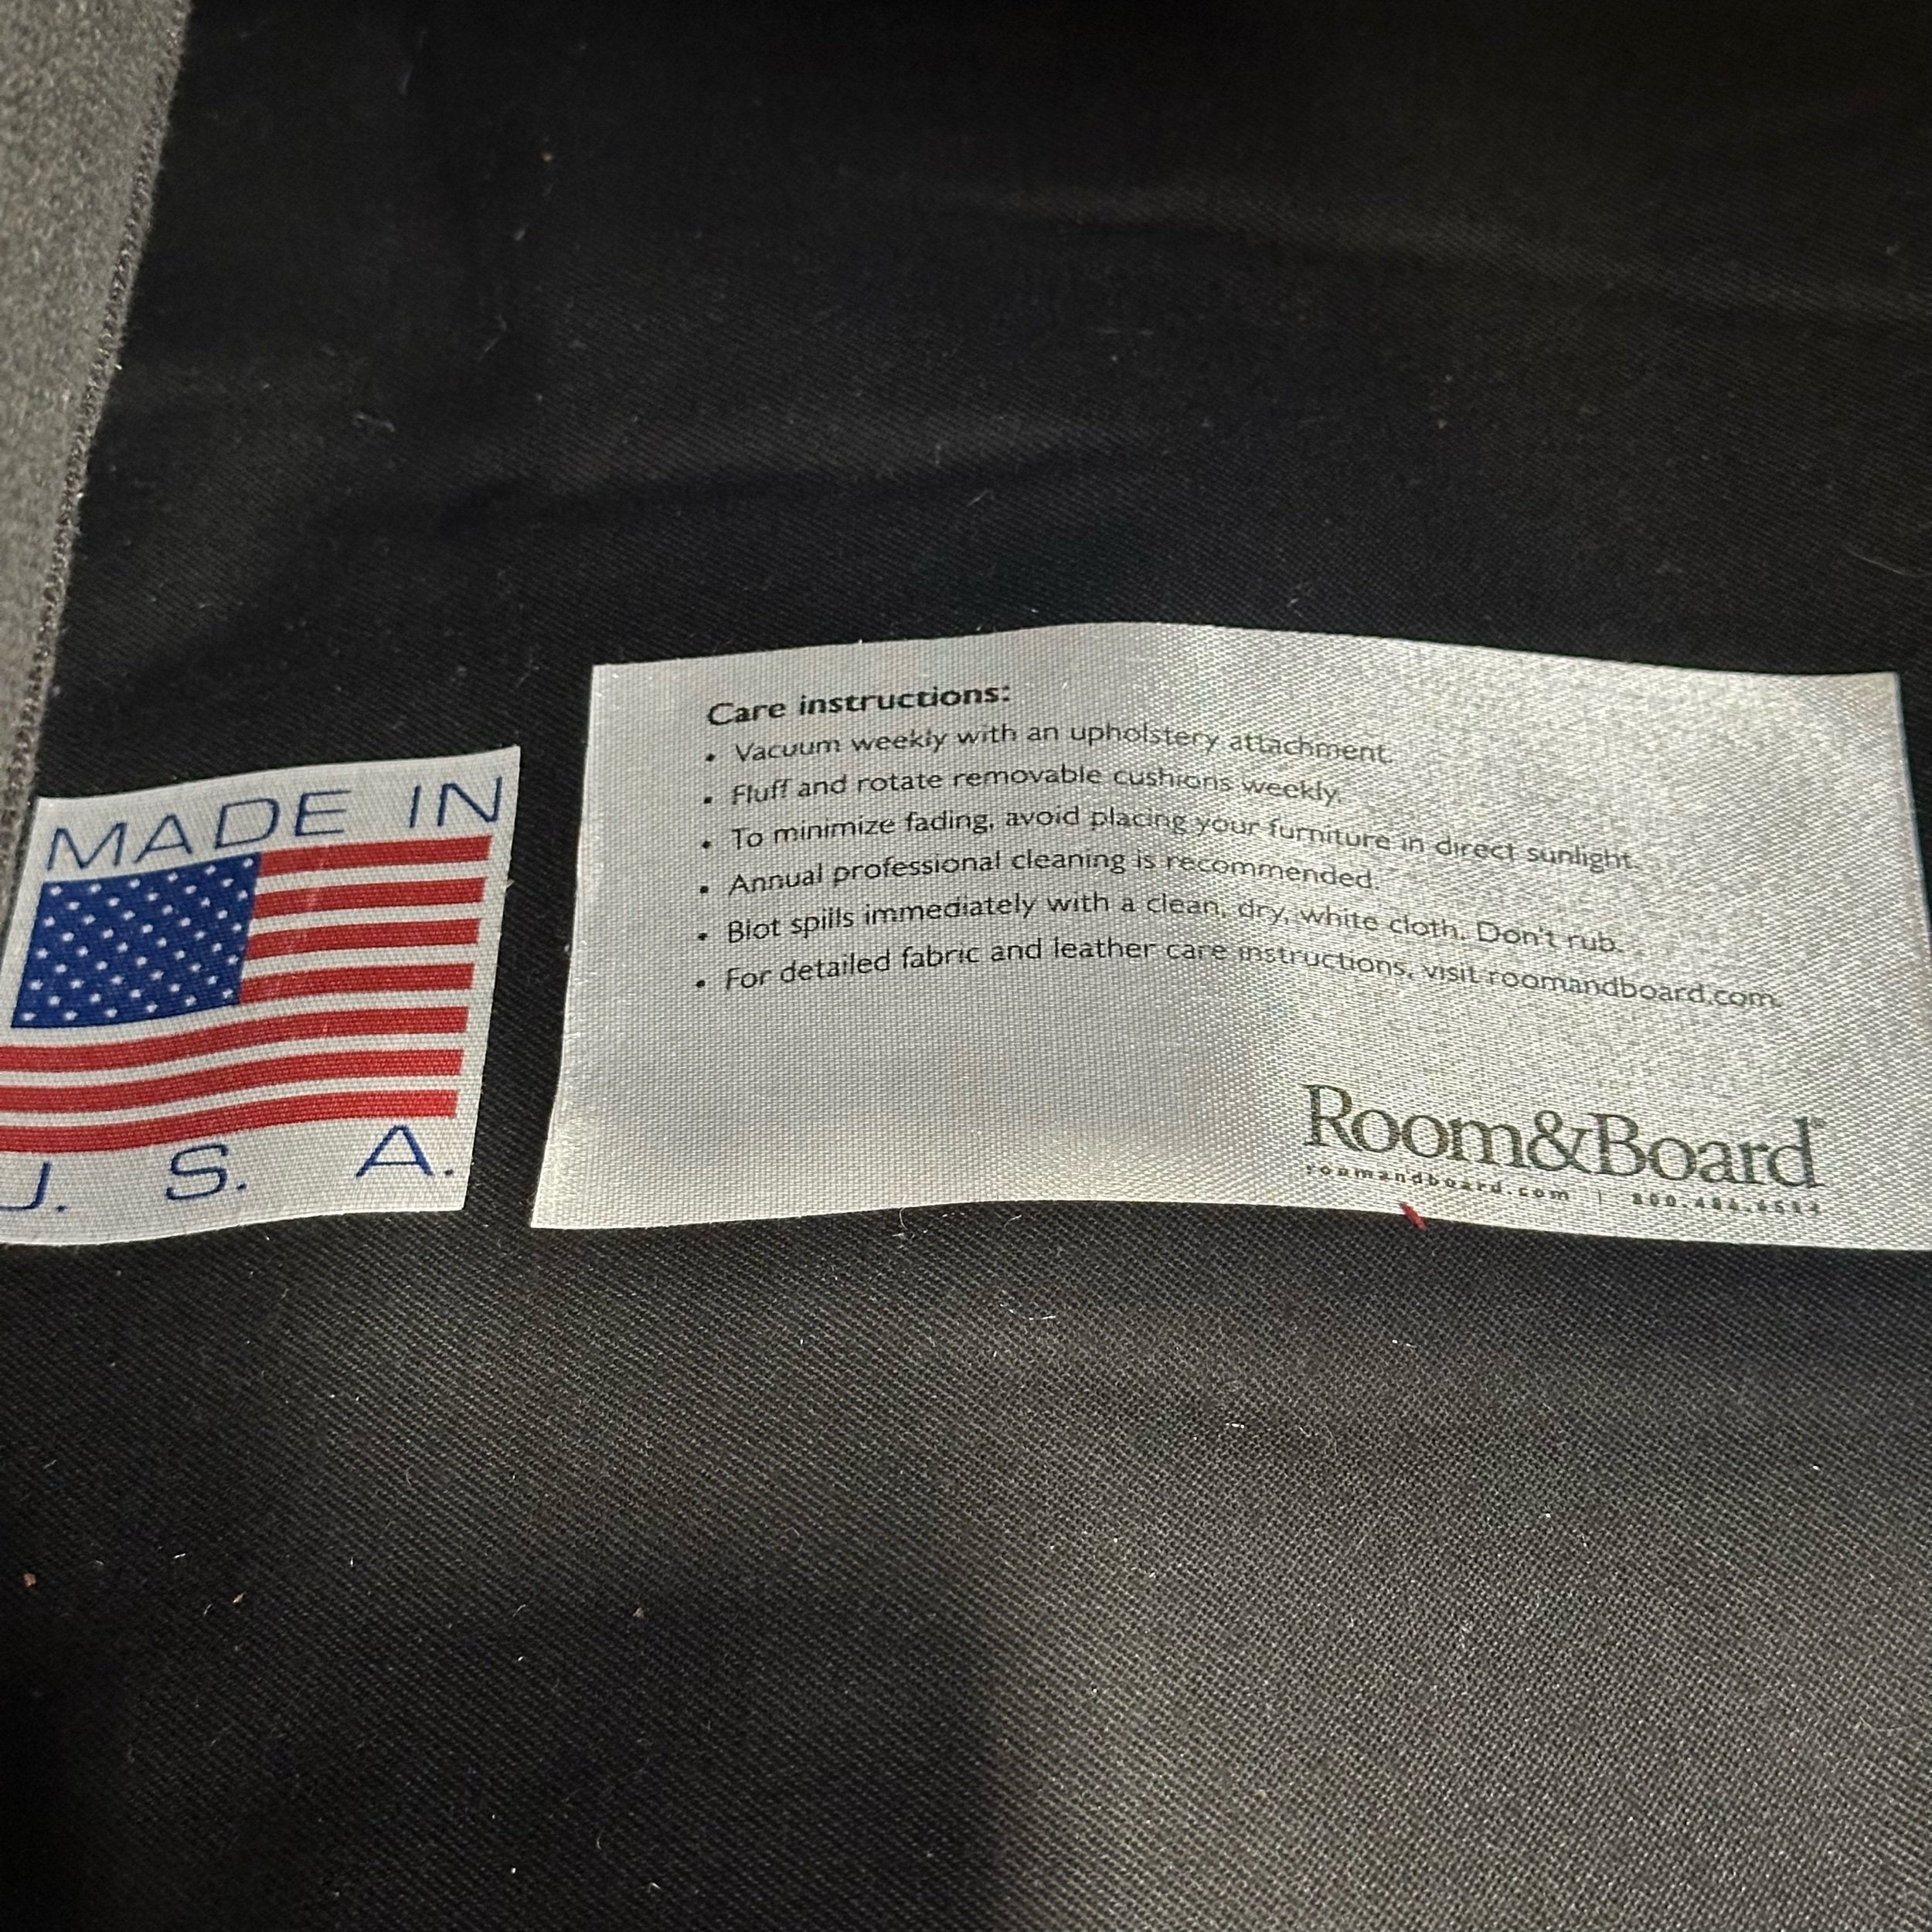 MADE IN
U. S. A.
Care instructions:
• Vacuum weekly with an upholstery attachment.
• Fluff and rotate removable cushions weekly.
• To minimize fading, avoid placing your furniture in direct sunlight.
• Annual professional cleaning is recommended.
• Blot spills immediately with a clean, dry, white cloth. Don't rub.
• For detailed fabric and leather care instructions, visit roomandboard.com.
Room&Board®
roomandboard.com |